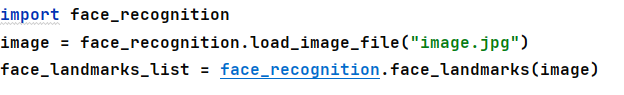 import face_recognition
image = face_recognition.load_image_file("image.jpg")
face_landmarks_list = face_recognition.face_landmarks(image)